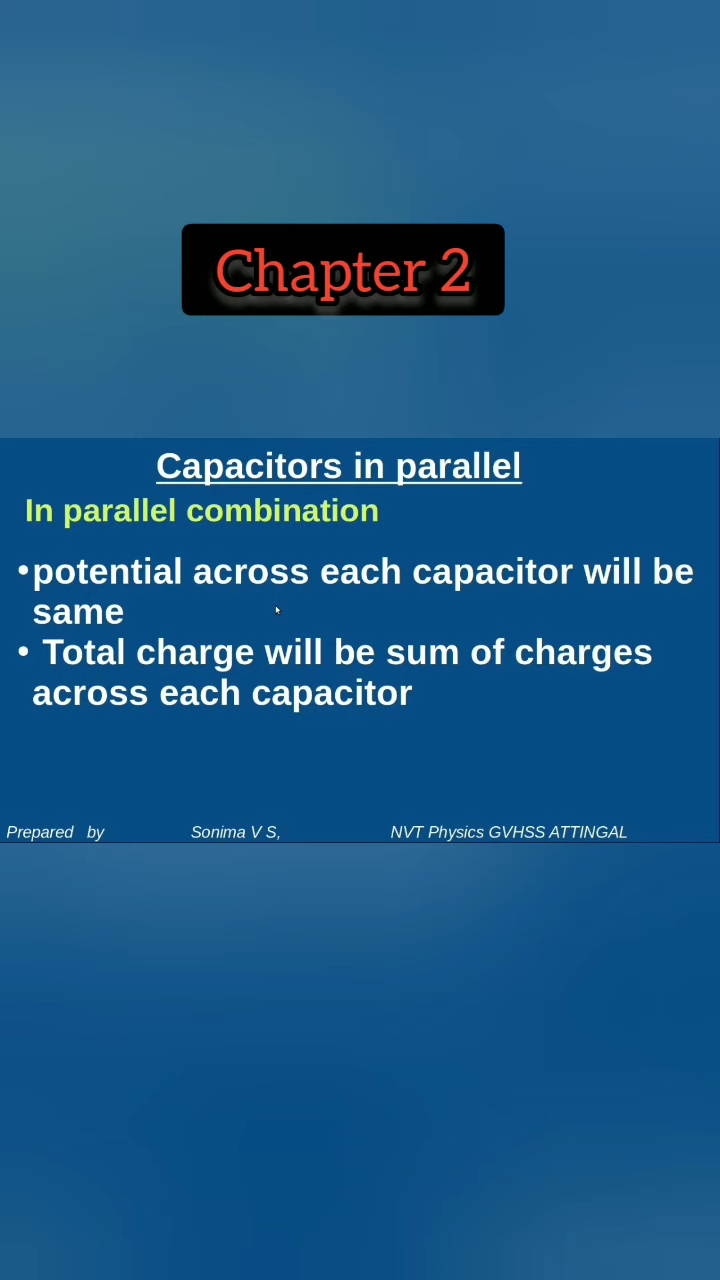 Chapter 2
Capacitors in parallel
In parallel combination
•potential across each capacitor will be
same
• Total charge will be sum of charges
across each capacitor
Prepared by Sonima V S, NVT Physics GVHSS ATTINGAL